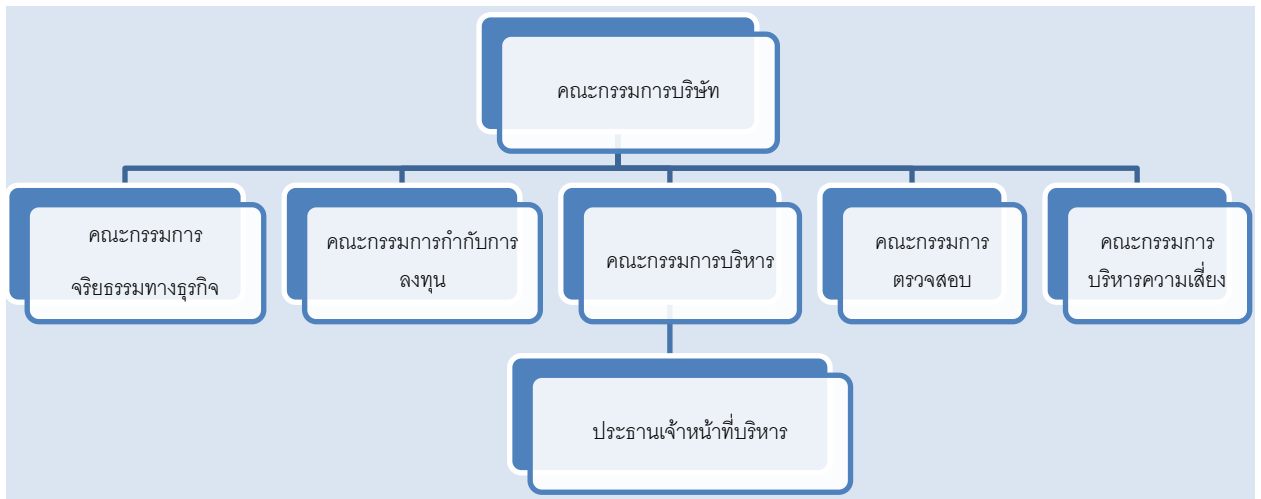 คณะกรรมการบริษัท
คณะกรรมการ
จริยธรรมทางธุรกิจ
คณะกรรมการกำกับการ
ลงทุน
คณะกรรมการบริหาร
คณะกรรมการ
ตรวจสอบ
คณะกรรมการ
บริหารความเสี่ยง
ประธานเจ้าหน้าที่บริหาร